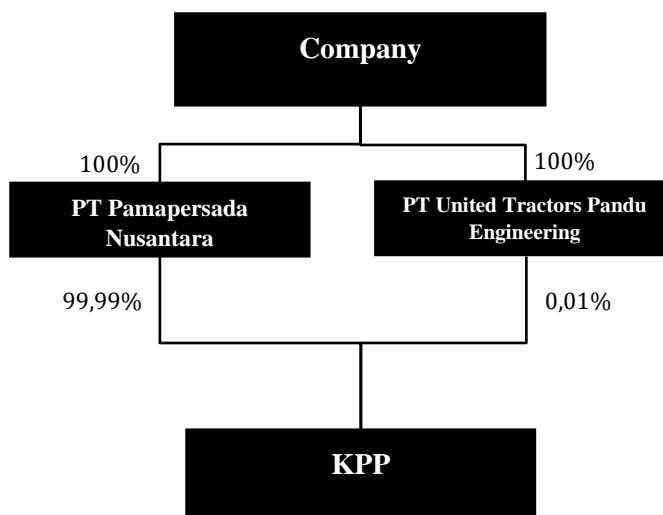 Company
100%
100%
PT Pamapersada
Nusantara
PT United Tractors Pandu
Engineering
99,99%
0,01%
KPP